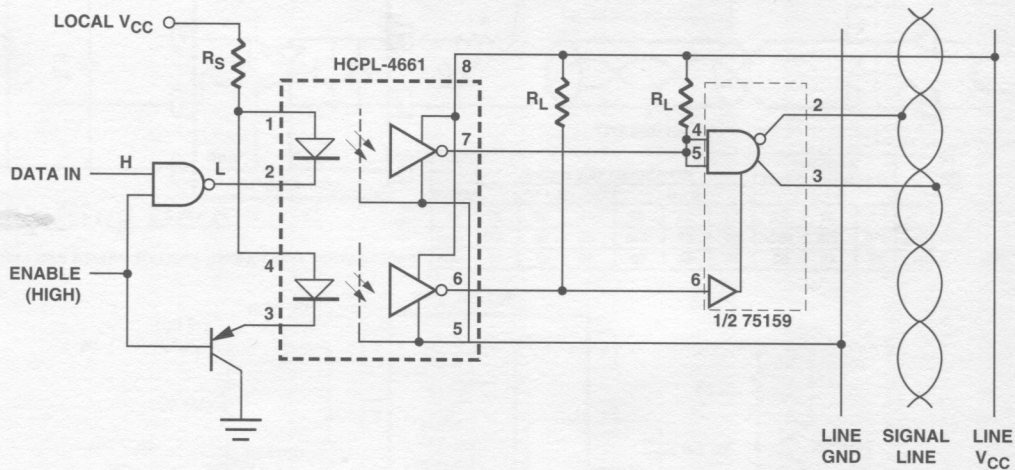 LOCAL VCC
RS
HCPL-4661
8
RL
RL
2
1
7
4
5
H
L
DATA IN
2
3
4
ENABLE
(HIGH)
6
6
3
5
1/2 75159
LINE
GND
SIGNAL
LINE
LINE
VCC